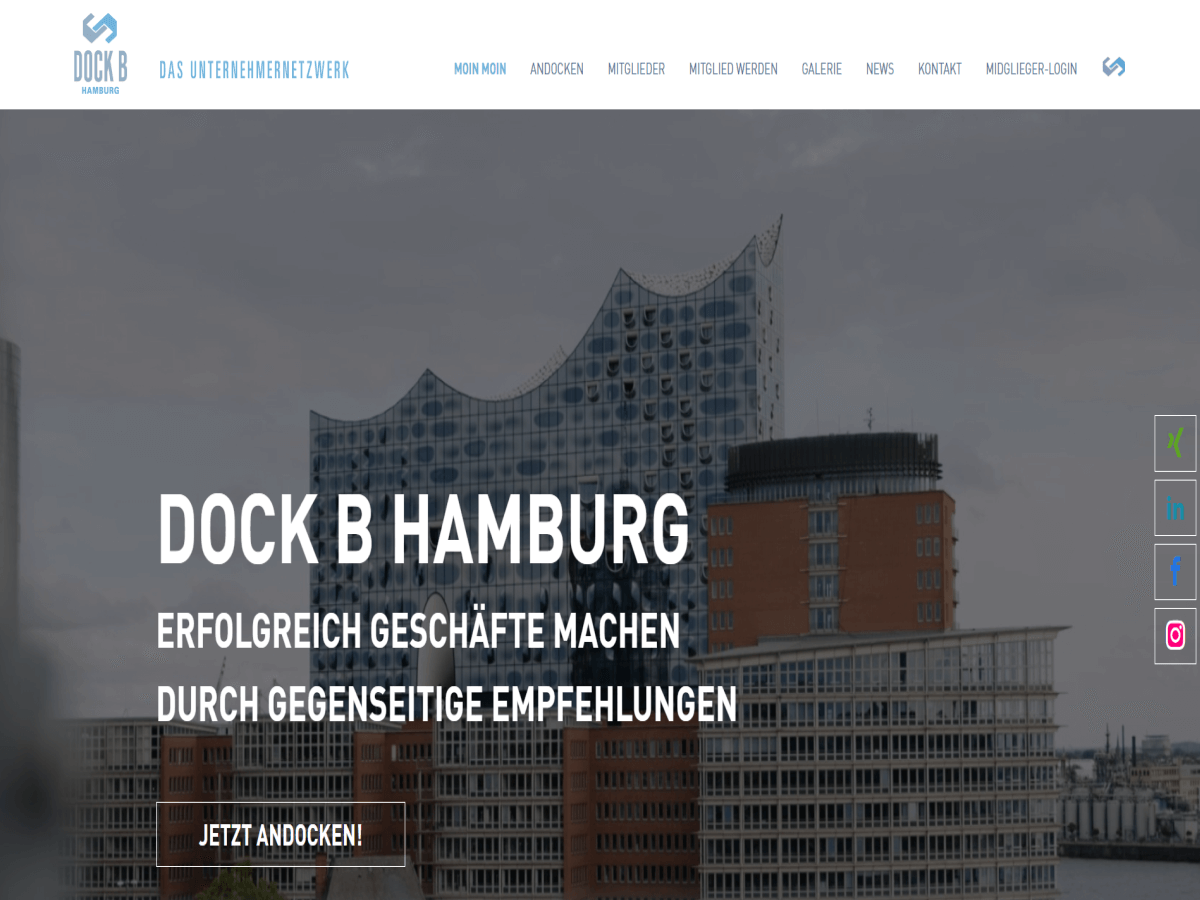 DOCK B
HAMBURG
DAS UNTERNEHMERNETZWERK
MOIN MOIN
ANDOCKEN
MITGLIEDER
MITGLIED WERDEN
GALERIE
NEWS
KONTAKT
MIDGLIEGER-LOGIN
DOCK B HAMBURG
ERFOLGREICH GESCHÄFTE MACHEN
DURCH GEGENSEITIGE EMPFEHLUNGEN
JETZT ANDOCKEN!
in
f